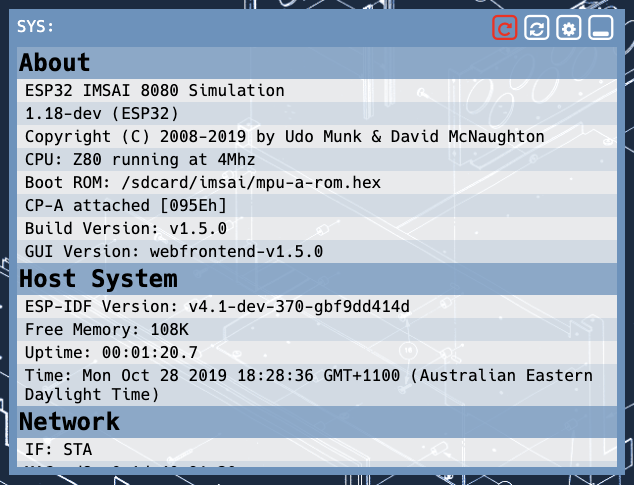 SYS:
About
ESP32 IMSAI 8080 Simulation
1.18-dev (ESP32)
Copyright (C) 2008-2019 by Udo Munk & David McNaughton
CPU: Z80 running at 4Mhz
Boot ROM: /sdcard/imsai/mpu-a-rom.hex
CP-A attached [095Eh]
Build Version: v1.5.0
GUI Version: webfrontend-v1.5.0
Host System
ESP-IDF Version: v4.1-dev-370-gbf9dd414d
Free Memory: 108K
Uptime: 00:01:20.7
Time: Mon Oct 28 2019 18:28:36 GMT+1100 (Australian Eastern
Daylight Time)
Network
IF: STA